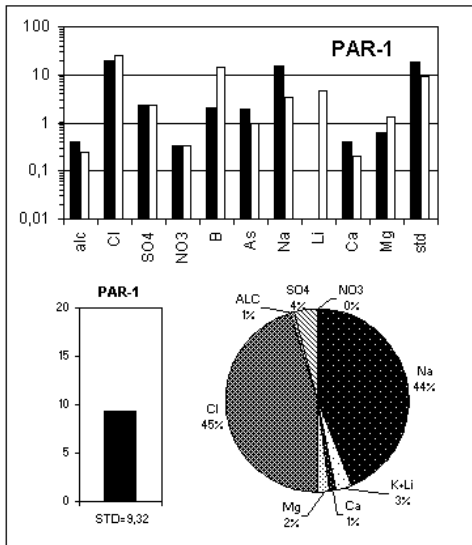 PAR-1
100
10
1
0,1
0,01
alc Cl SO4 NO3 B As Na Li Ca Mg std
PAR-1
20
15
10
5
0
STD=9,32
ALC
1%
SO4
4%
NO3
0%
Na
44%
K+Li
3%
Ca
1%
Mg
2%
Cl
45%